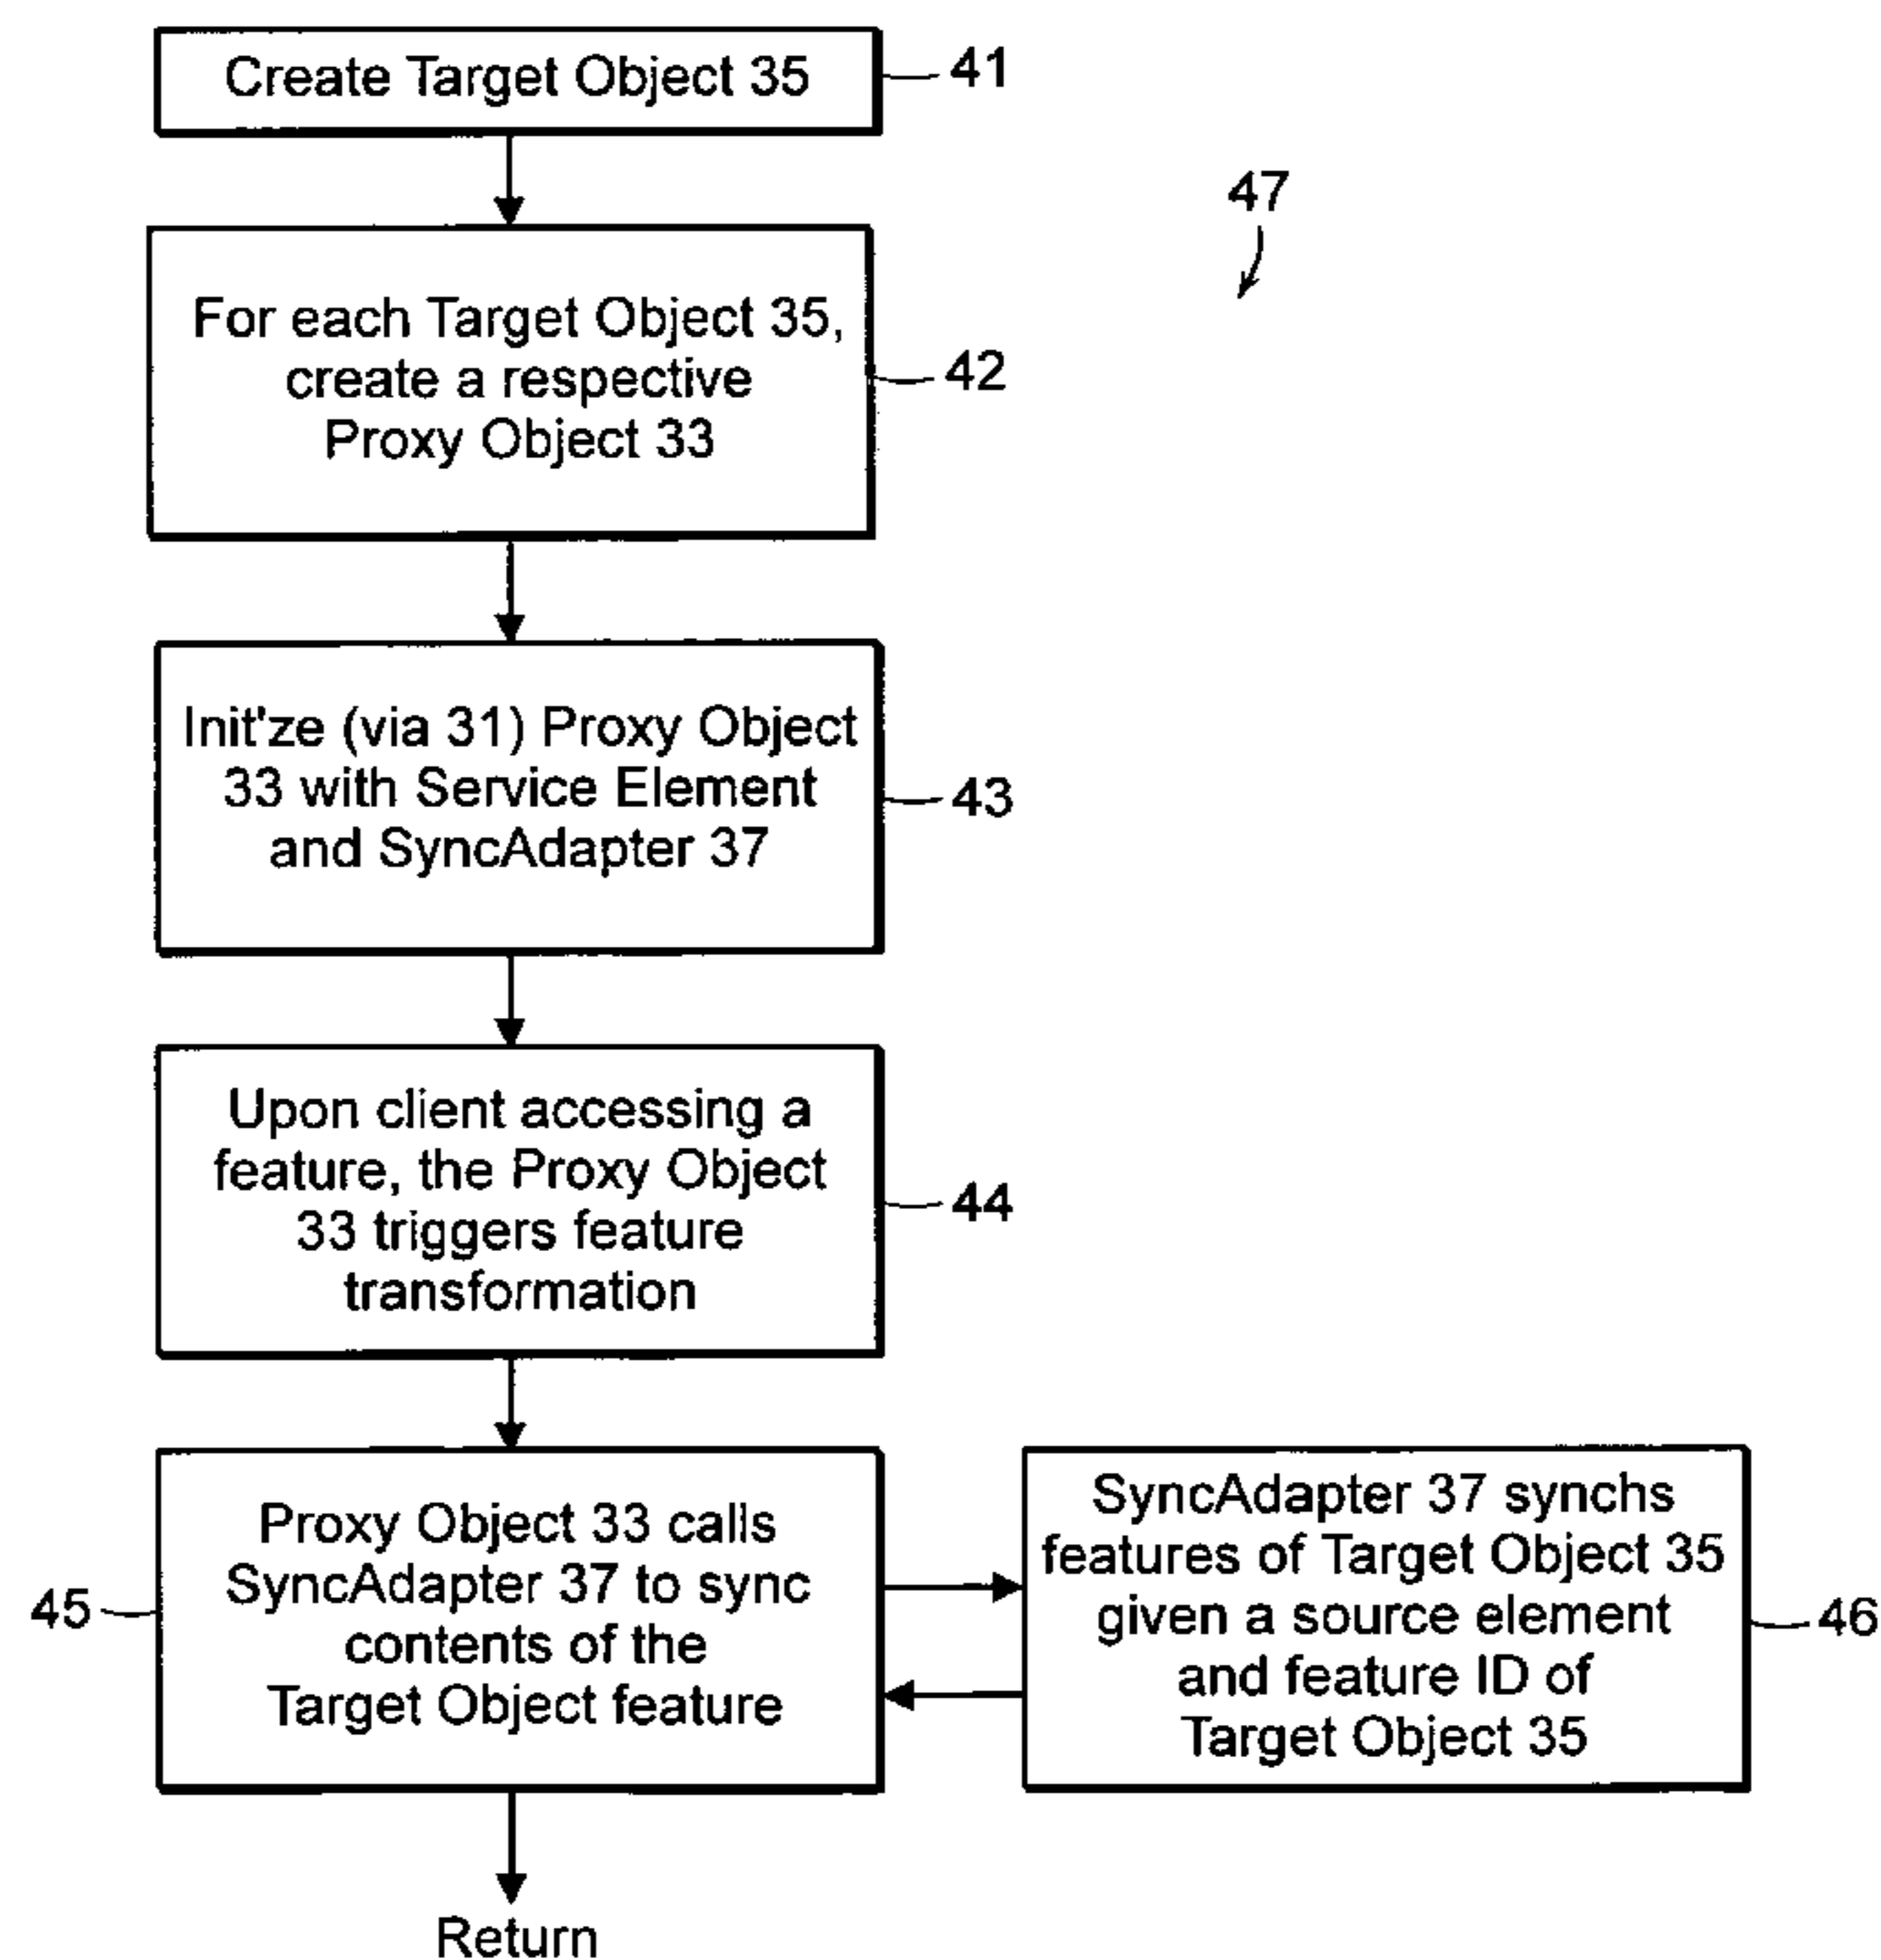 Create Target Object 35
41
47
For each Target Object 35,
create a respective
Proxy Object 33
42
Init'ze (via 31) Proxy Object
33 with Service Element
and SyncAdapter 37
43
Upon client accessing a
feature, the Proxy Object
33 triggers feature
transformation
44
45
Proxy Object 33 calls
SyncAdapter 37 to sync
contents of the
Target Object feature
SyncAdapter 37 synchs
features of Target Object 35
given a source element
and feature ID of
Target Object 35
46
Return